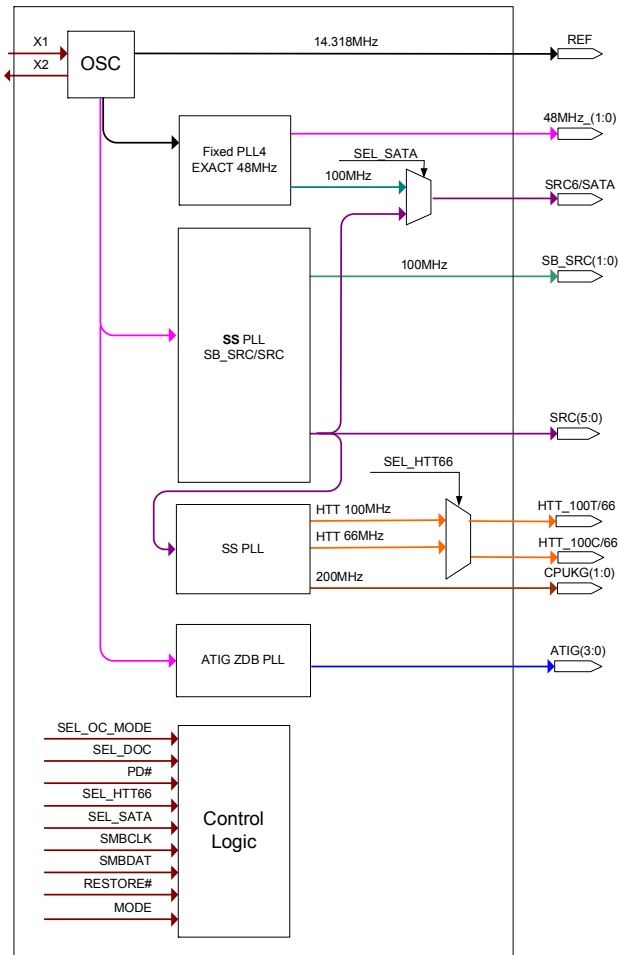 X1
X2
OSC
14.318MHz
REF
Fixed PLL4
EXACT 48MHz
48MHz_(1:0)
SEL_SATA
100MHz
SRC6/SATA
SS PLL
SB_SRC/SRC
100MHz
SB_SRC(1:0)
SRC(5:0)
SEL_HTT66
SS PLL
HTT 100MHz
HTT 66MHz
200MHz
HTT_100T/66
HTT_100C/66
CPUKG(1:0)
ATIG ZDB PLL
ATIG(3:0)
SEL_OC_MODE
SEL_DOC
PD#
SEL_HTT66
SEL_SATA
SMBCLK
SMBDAT
RESTORE#
MODE
Control
Logic